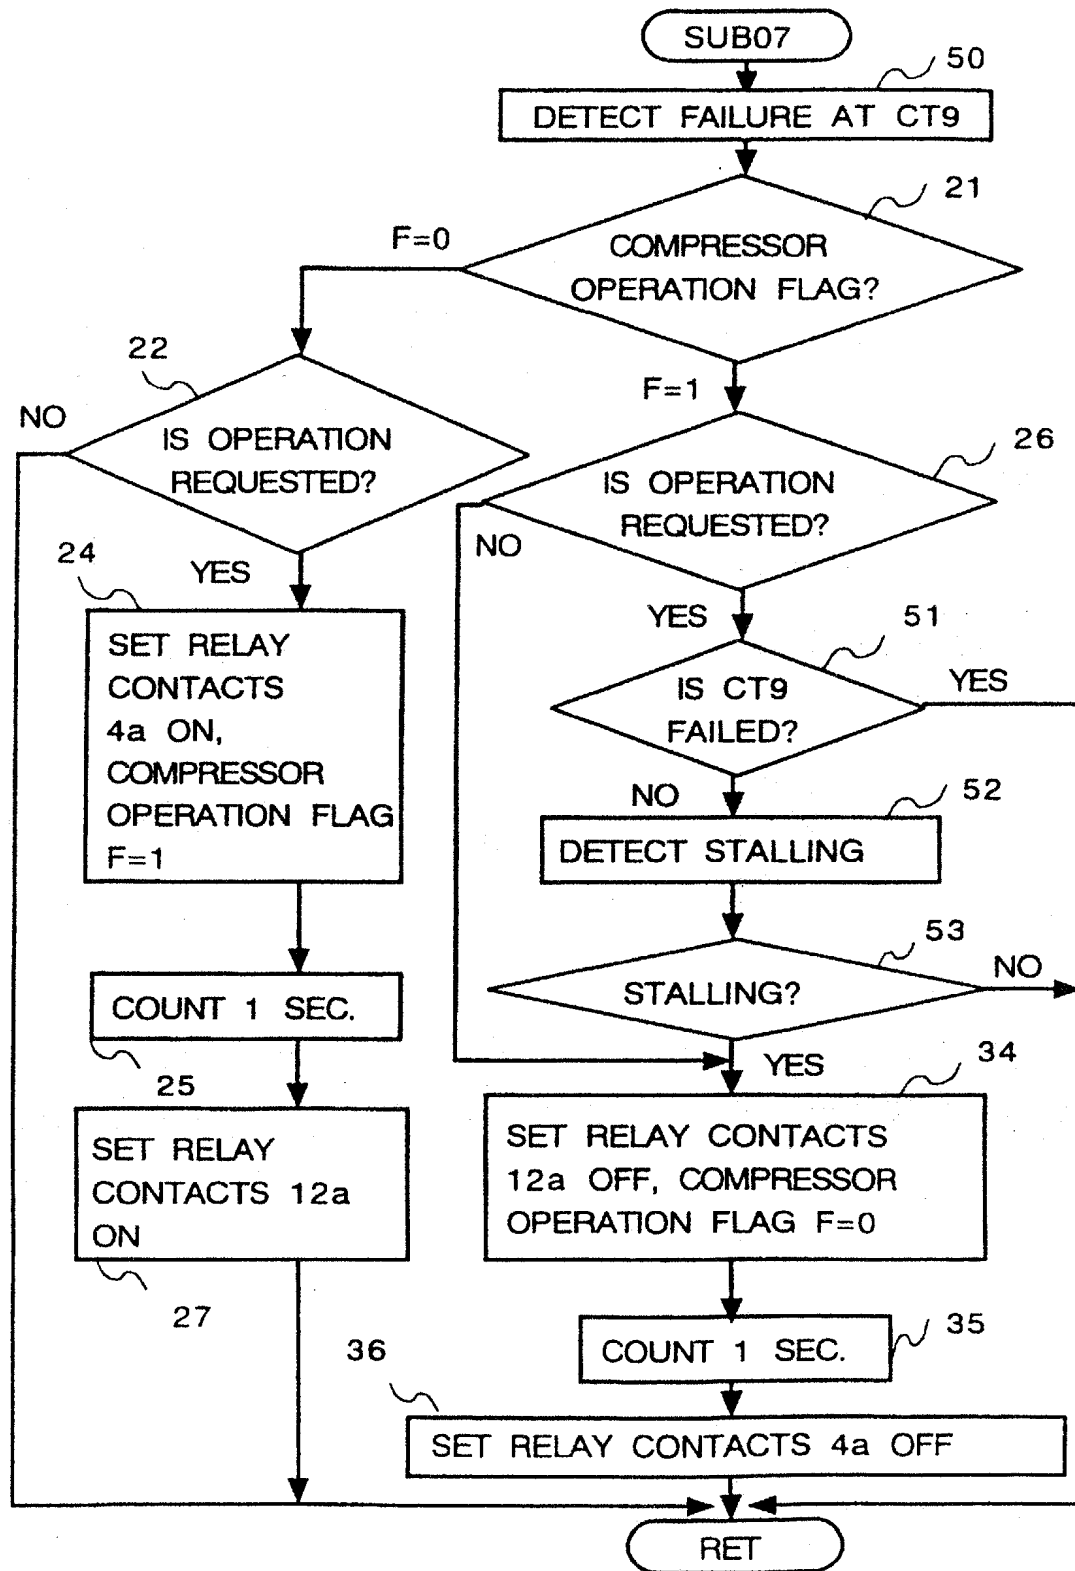 SUB07
50
DETECT FAILURE AT CT9
21
F=0
COMPRESSOR
OPERATION FLAG?
22
F=1
NO
IS OPERATION
REQUESTED?
26
IS OPERATION
REQUESTED?
NO
24
YES
YES
51
SET RELAY
CONTACTS
4a ON,
COMPRESSOR
OPERATION FLAG
F=1
IS CT9
FAILED?
YES
NO
52
DETECT STALLING
53
STALLING?
NO
COUNT 1 SEC.
25
YES
34
SET RELAY
CONTACTS 12a
ON
27
SET RELAY CONTACTS
12a OFF, COMPRESSOR
OPERATION FLAG F=0
35
COUNT 1 SEC.
36
SET RELAY CONTACTS 4a OFF
RET